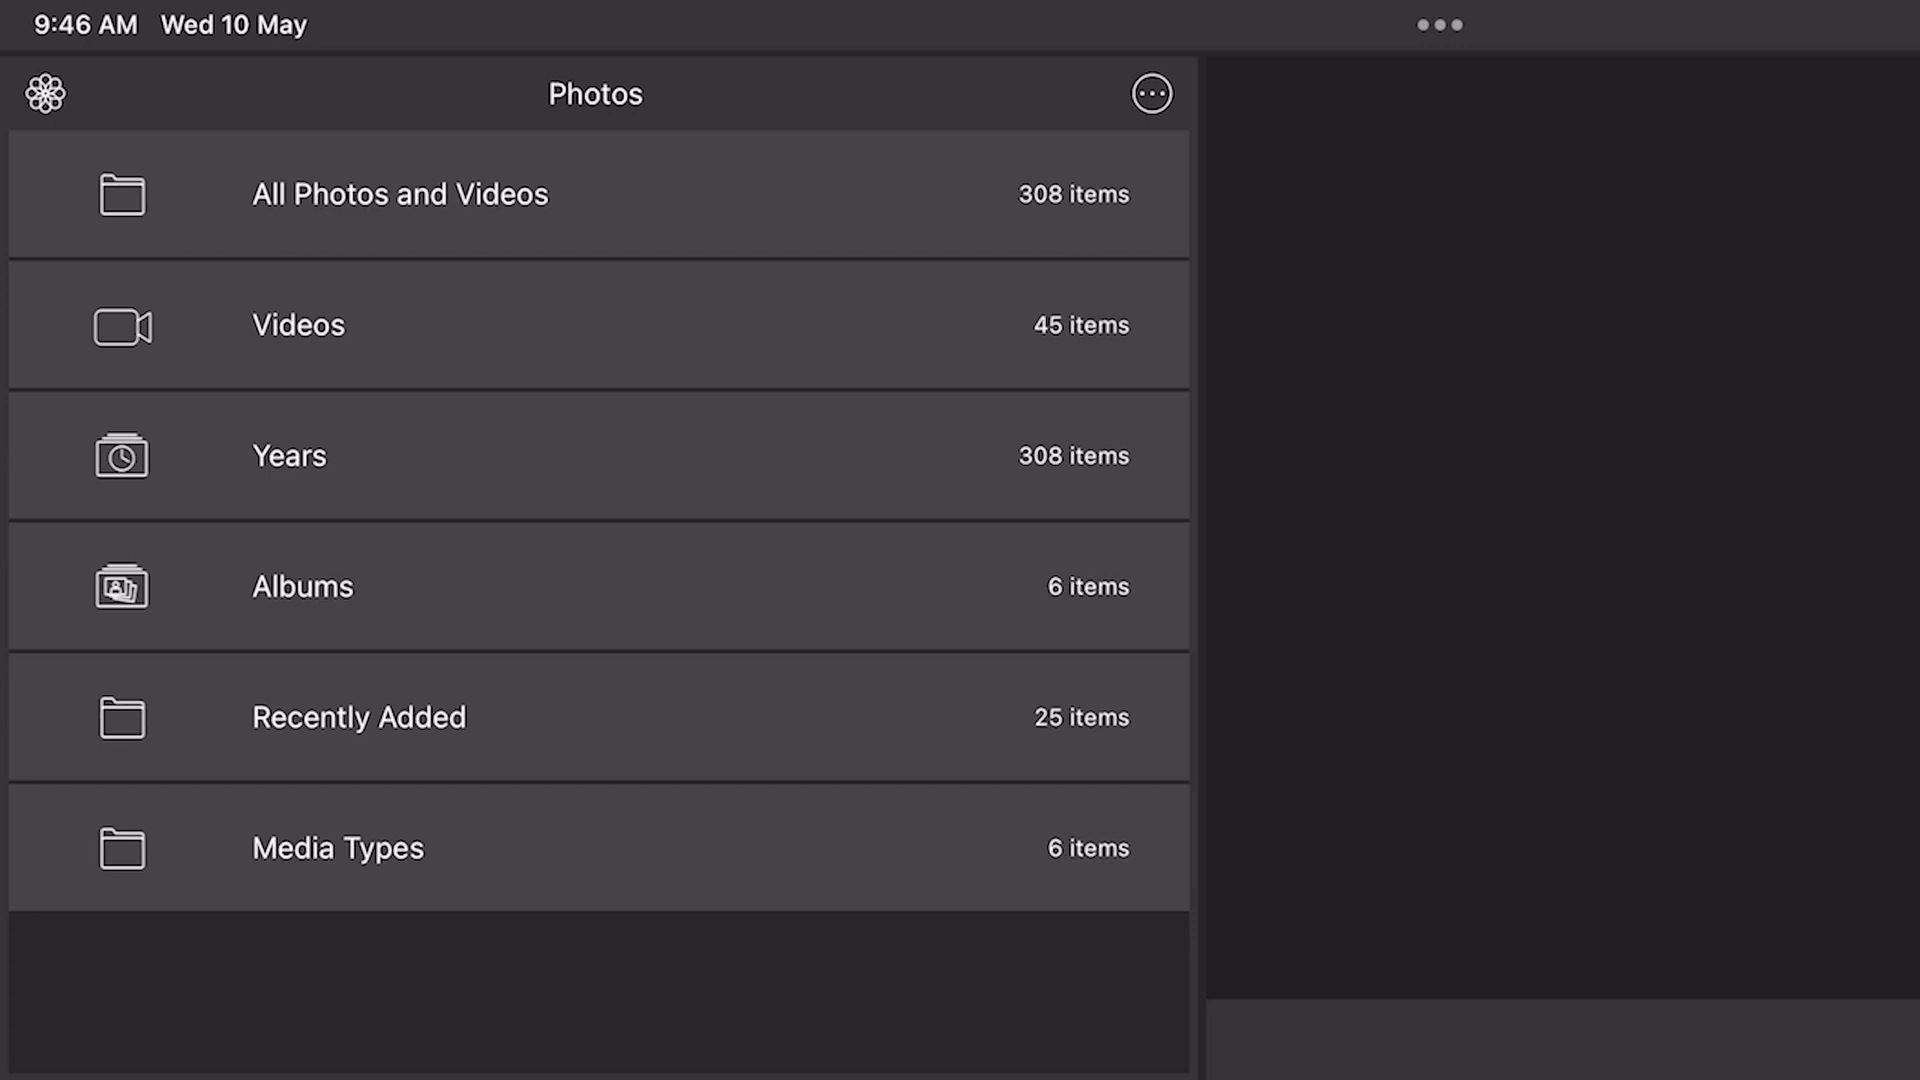 9:46 AM Wed 10 May
Photos
All Photos and Videos 308 items
Videos 45 items
Years 308 items
Albums 6 items
Recently Added 25 items
Media Types 6 items